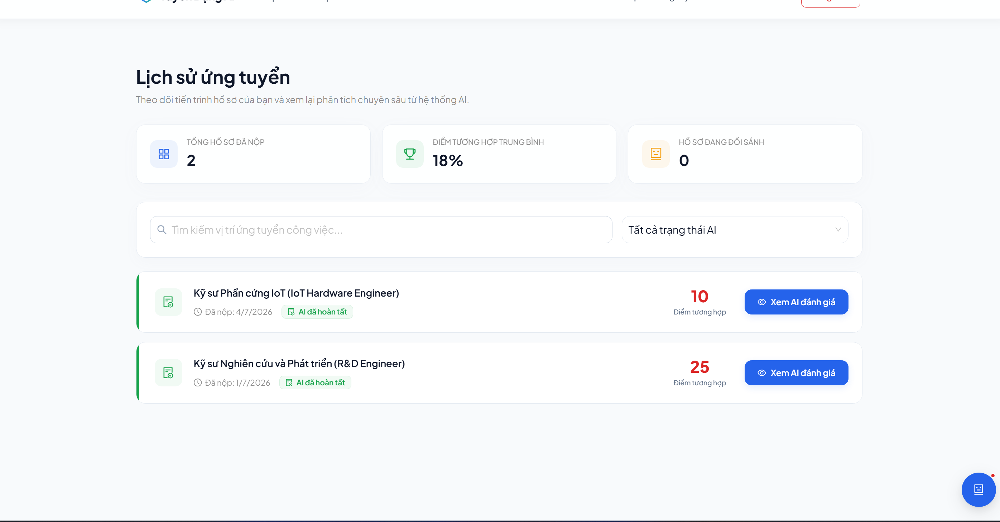 Lịch sử ứng tuyển
Theo dõi tiến trình hồ sơ của bạn và xem lại phân tích chuyên sâu từ hệ thống AI.
TỔNG HỒ SƠ ĐÃ NỘP
2
ĐIỂM TƯƠNG HỢP TRUNG BÌNH
18%
HỒ SƠ ĐANG ĐỐI SÁNH
0
Tìm kiếm vị trí ứng tuyển công việc...
Tất cả trạng thái AI
Kỹ sư Phần cứng IoT (IoT Hardware Engineer)
Đã nộp: 4/7/2026
AI đã hoàn tất
10
Điểm tương hợp
Xem AI đánh giá
Kỹ sư Nghiên cứu và Phát triển (R&D Engineer)
Đã nộp: 1/7/2026
AI đã hoàn tất
25
Điểm tương hợp
Xem AI đánh giá